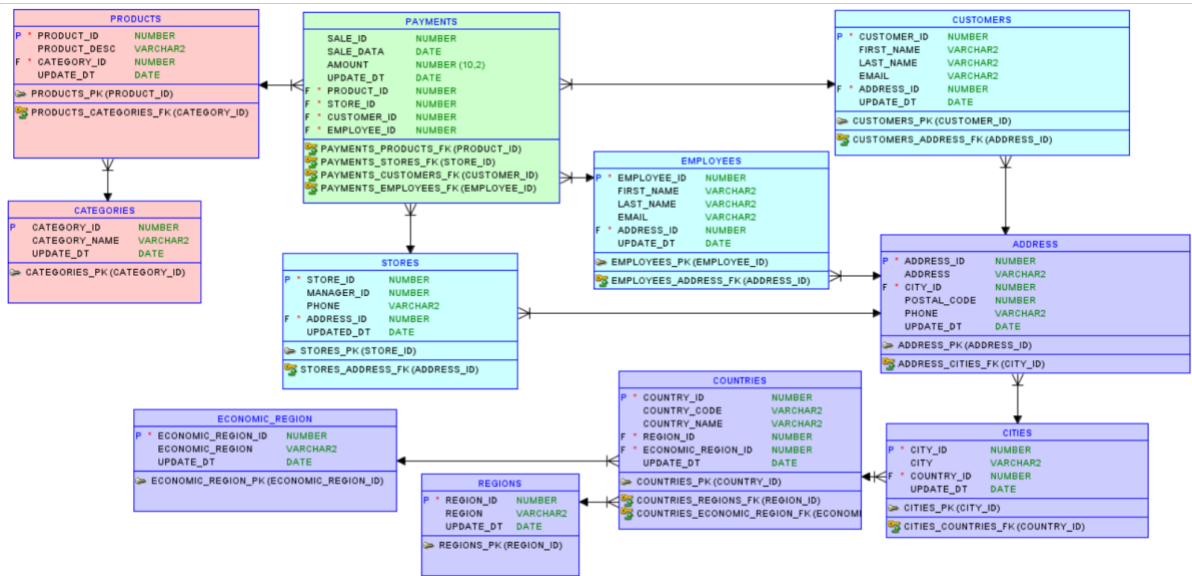 PRODUCTS
P * PRODUCT_ID NUMBER
PRODUCT_DESC VARCHAR2
F * CATEGORY_ID NUMBER
UPDATE_DT DATE
PRODUCTS_PK (PRODUCT_ID)
PRODUCTS_CATEGORIES_FK (CATEGORY_ID)
PAYMENTS
SALE_ID NUMBER
SALE_DATA DATE
AMOUNT NUMBER (10,2)
UPDATE_DT DATE
F * PRODUCT_ID NUMBER
F * STORE_ID NUMBER
F * CUSTOMER_ID NUMBER
F * EMPLOYEE_ID NUMBER
PAYMENTS_PRODUCTS_FK (PRODUCT_ID)
PAYMENTS_STORES_FK (STORE_ID)
PAYMENTS_CUSTOMERS_FK (CUSTOMER_ID)
PAYMENTS_EMPLOYEES_FK (EMPLOYEE_ID)
CUSTOMERS
P * CUSTOMER_ID NUMBER
FIRST_NAME VARCHAR2
LAST_NAME VARCHAR2
EMAIL VARCHAR2
F * ADDRESS_ID NUMBER
UPDATE_DT DATE
CUSTOMERS_PK (CUSTOMER_ID)
CUSTOMERS_ADDRESS_FK (ADDRESS_ID)
EMPLOYEES
P * EMPLOYEE_ID NUMBER
FIRST_NAME VARCHAR2
LAST_NAME VARCHAR2
EMAIL VARCHAR2
F * ADDRESS_ID NUMBER
UPDATE_DT DATE
EMPLOYEES_PK (EMPLOYEE_ID)
EMPLOYEES_ADDRESS_FK (ADDRESS_ID)
CATEGORIES
P CATEGORY_ID NUMBER
CATEGORY_NAME VARCHAR2
UPDATE_DT DATE
CATEGORIES_PK (CATEGORY_ID)
STORES
P * STORE_ID NUMBER
MANAGER_ID NUMBER
PHONE VARCHAR2
F * ADDRESS_ID NUMBER
UPDATED_DT DATE
STORES_PK (STORE_ID)
STORES_ADDRESS_FK (ADDRESS_ID)
ADDRESS
P * ADDRESS_ID NUMBER
ADDRESS VARCHAR2
F * CITY_ID NUMBER
POSTAL_CODE NUMBER
PHONE VARCHAR2
UPDATE_DT DATE
ADDRESS_PK (ADDRESS_ID)
ADDRESS_CITIES_FK (CITY_ID)
COUNTRIES
P * COUNTRY_ID NUMBER
COUNTRY_CODE VARCHAR2
COUNTRY_NAME VARCHAR2
F * REGION_ID NUMBER
F * ECONOMIC_REGION_ID NUMBER
UPDATE_DT DATE
COUNTRIES_PK (COUNTRY_ID)
COUNTRIES_REGIONS_FK (REGION_ID)
COUNTRIES_ECONOMIC_REGION_FK (ECONOMI
ECONOMIC_REGION
P * ECONOMIC_REGION_ID NUMBER
ECONOMIC_REGION VARCHAR2
UPDATE_DT DATE
ECONOMIC_REGION_PK (ECONOMIC_REGION_ID)
CITIES
P * CITY_ID NUMBER
CITY VARCHAR2
F * COUNTRY_ID NUMBER
UPDATE_DT DATE
CITIES_PK (CITY_ID)
CITIES_COUNTRIES_FK (COUNTRY_ID)
REGIONS
P * REGION_ID NUMBER
REGION VARCHAR2
UPDATE_DT DATE
REGIONS_PK (REGION_ID)